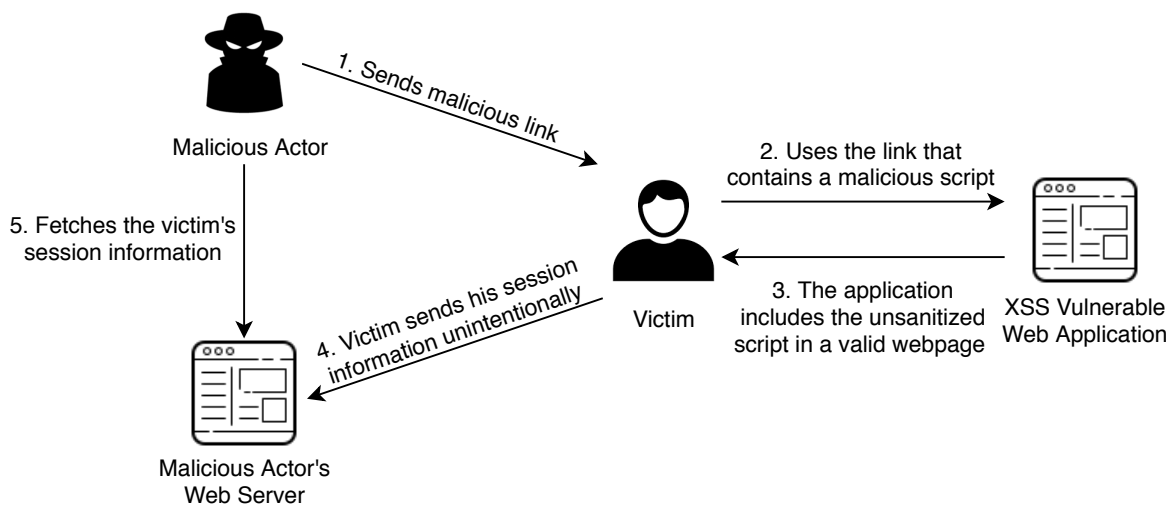 1. Sends malicious link
Malicious Actor
2. Uses the link that
contains a malicious script
5. Fetches the victim's
session information
3. The application
includes the unsanitized
script in a valid webpage
Victim
XSS Vulnerable
Web Application
4. Victim sends his session
information unintentionally
Malicious Actor's
Web Server